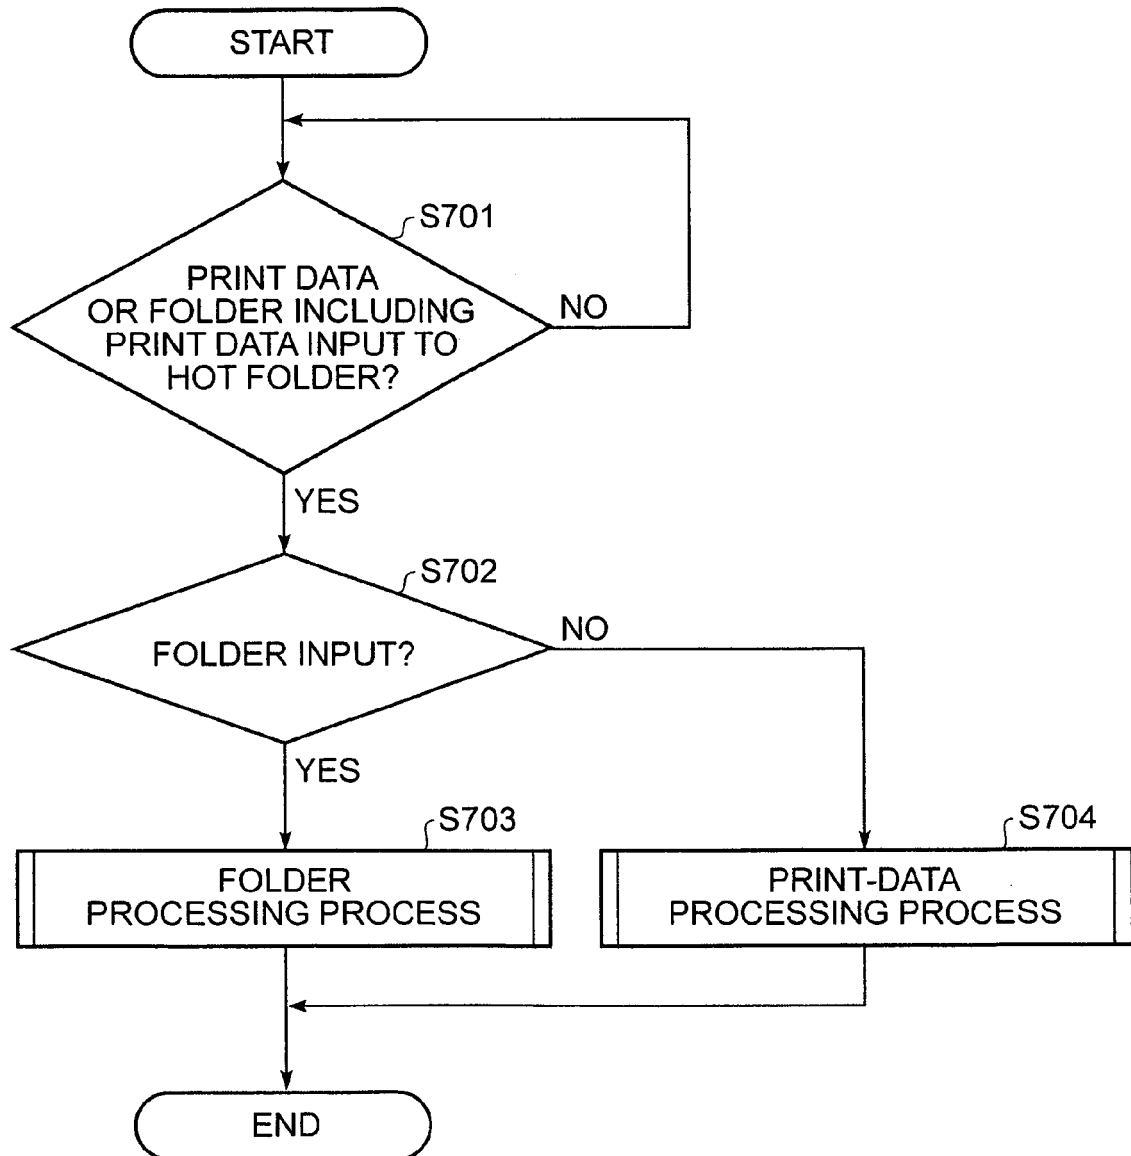 START
S701
PRINT DATA
OR FOLDER INCLUDING
PRINT DATA INPUT TO
HOT FOLDER?
NO
YES
S702
FOLDER INPUT?
NO
YES
S703
FOLDER
PROCESSING PROCESS
S704
PRINT-DATA
PROCESSING PROCESS
END